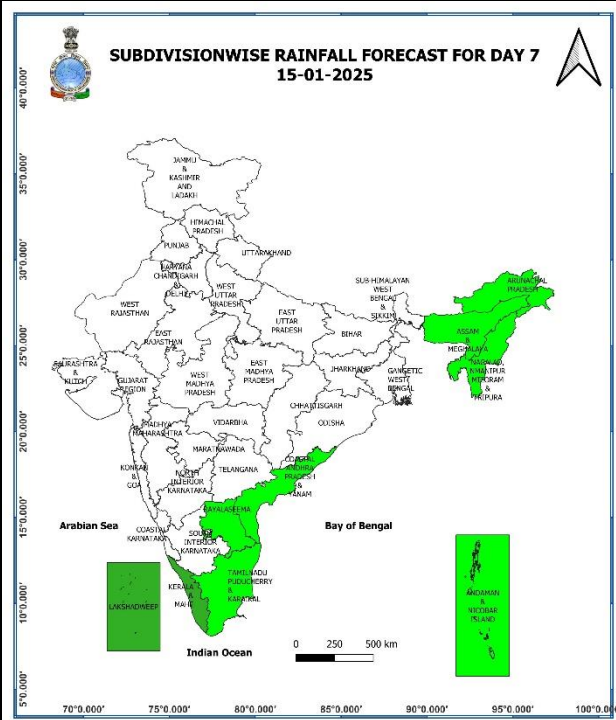 SUBDIVISIONWISE RAINFALL FORECAST FOR DAY 7
15-01-2025
40°0.000'
35°0.000'
30°0.000'
25°0.000'
20°0.000'
15°0.000'
10°0.000'
5°0.000'
JAMMU
&
KASHMIR
AND
LADAKH
HIMACHAL
PRADESH
PUNJAB
UTTARAKHAND
HARYANA
CHANDIGARH
&
DELHI
WEST
UTTAR
PRADESH
WEST
RAJASTHAN
EAST
RAJASTHAN
EAST
UTTAR
PRADESH
SUB-HIMALAYAN
WEST
BENGAL
&
SIKKIM
ARUNACHAL
PRADESH
ASSAM
&
MEGHALAYA
MIZORAM
&
TRIPURA
BIHAR
SAURASHTRA
&
KUTCH
GUJARAT
REGION
WEST
MADHYA
PRADESH
EAST
MADHYA
PRADESH
JHARKHAND
GANGETIC
WEST
BENGAL
CHHATTISGARH
ODISHA
MADHYA
MAHARASHTRA
VIDARBHA
MARATHWADA
KONKAN
&
GOA
NORTH
INTERIOR
KARNATAKA
TELANGANA
COASTAL
ANDHRA
PRADESH
&
YANAM
RAYALASEEMA
Arabian Sea
Bay of Bengal
COASTAL
KARNATAKA
SOUTH
INTERIOR
KARNATAKA
TAMILNADU
PUDUCHERRY
&
KARAIKAL
KERALA
&
MAHE
LAKSHADWEEP
ANDAMAN
&
NICOBAR
ISLAND
Indian Ocean
0 250 500 km
70°0.000' 75°0.000' 80°0.000' 85°0.000' 90°0.000' 95°0.000' 100°0.000'